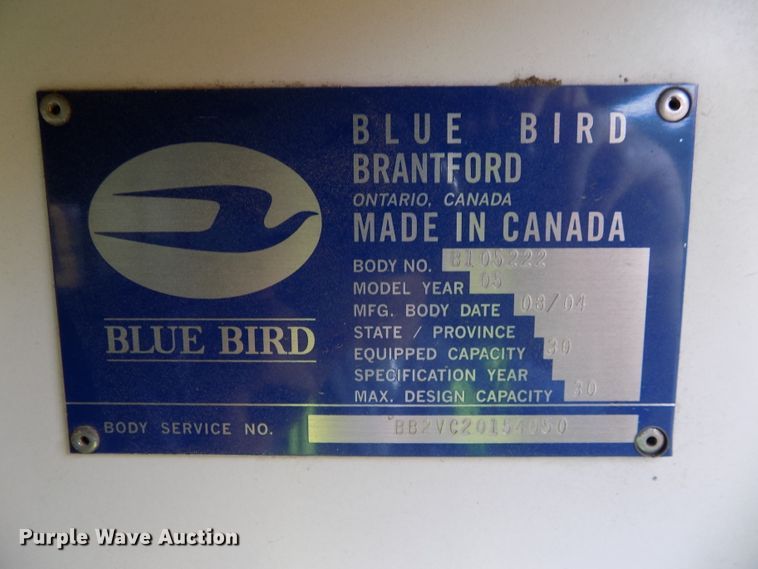 BLUE BIRD
BLUE BIRD
BRANTFORD
ONTARIO, CANADA
MADE IN CANADA
BODY NO. B105222
MODEL YEAR 05
MFG. BODY DATE 08/04
STATE / PROVINCE
EQUIPPED CAPACITY 30
SPECIFICATION YEAR
MAX. DESIGN CAPACITY 30
BODY SERVICE NO.
Purple Wave Auction